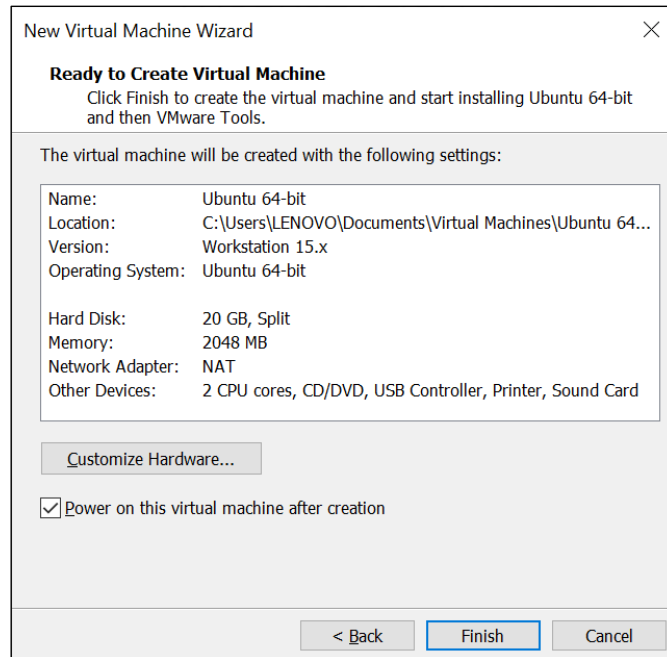 New Virtual Machine Wizard
Ready to Create Virtual Machine
Click Finish to create the virtual machine and start installing Ubuntu 64-bit
and then VMware Tools.
The virtual machine will be created with the following settings:
Name: Ubuntu 64-bit
Location: C:\Users\LENOVO\Documents\Virtual Machines\Ubuntu 64...
Version: Workstation 15.x
Operating System: Ubuntu 64-bit
Hard Disk: 20 GB, Split
Memory: 2048 MB
Network Adapter: NAT
Other Devices: 2 CPU cores, CD/DVD, USB Controller, Printer, Sound Card
Customize Hardware...
Power on this virtual machine after creation
< Back Finish Cancel